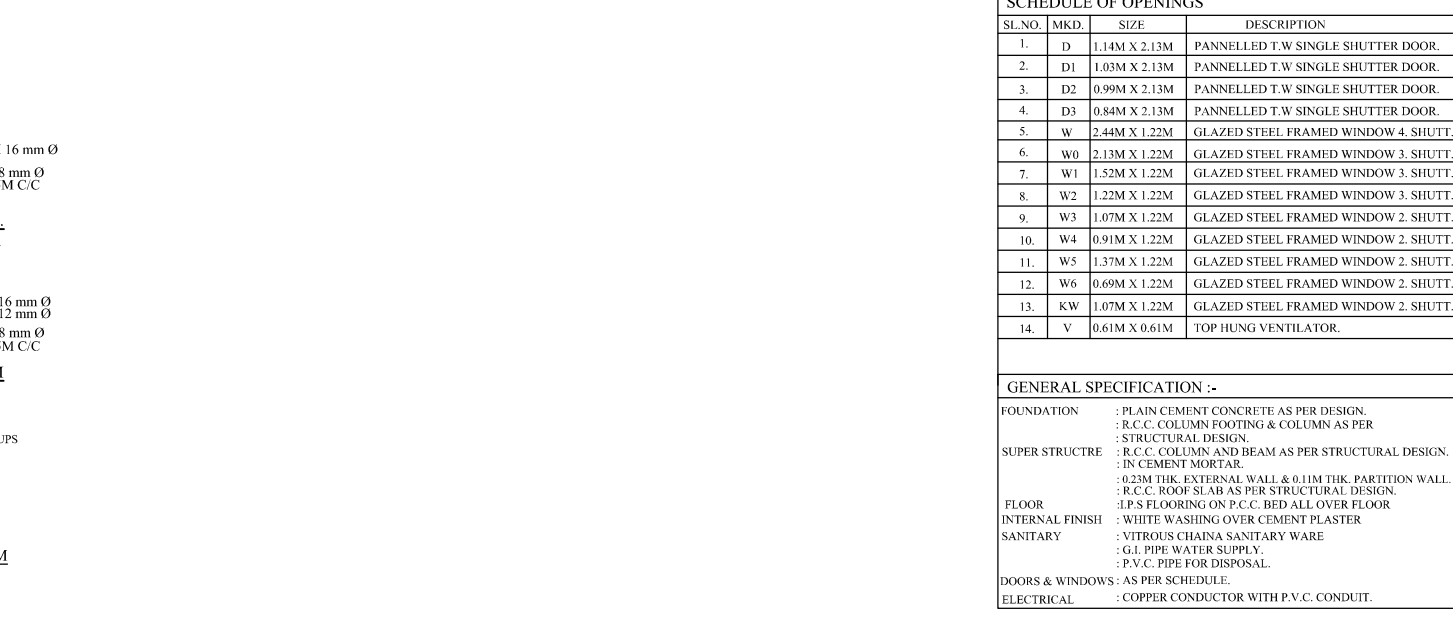 16 mm Ø
8 mm Ø
M C/C
16 mm Ø
12 mm Ø
8 mm Ø
M C/C
UPS
M
SCHEDULE OF OPENINGS
SL.NO. MKD. SIZE DESCRIPTION
1. D 1.14M X 2.13M PANNELLED T.W SINGLE SHUTTER DOOR.
2. D1 1.03M X 2.13M PANNELLED T.W SINGLE SHUTTER DOOR.
3. D2 0.99M X 2.13M PANNELLED T.W SINGLE SHUTTER DOOR.
4. D3 0.84M X 2.13M PANNELLED T.W SINGLE SHUTTER DOOR.
5. W 2.44M X 1.22M GLAZED STEEL FRAMED WINDOW 4. SHUTT.
6. W0 2.13M X 1.22M GLAZED STEEL FRAMED WINDOW 3. SHUTT.
7. W1 1.52M X 1.22M GLAZED STEEL FRAMED WINDOW 3. SHUTT.
8. W2 1.22M X 1.22M GLAZED STEEL FRAMED WINDOW 3. SHUTT.
9. W3 1.07M X 1.22M GLAZED STEEL FRAMED WINDOW 2. SHUTT.
10. W4 0.91M X 1.22M GLAZED STEEL FRAMED WINDOW 2. SHUTT.
11. W5 1.37M X 1.22M GLAZED STEEL FRAMED WINDOW 2. SHUTT.
12. W6 0.69M X 1.22M GLAZED STEEL FRAMED WINDOW 2. SHUTT.
13. KW 1.07M X 1.22M GLAZED STEEL FRAMED WINDOW 2. SHUTT.
14. V 0.61M X 0.61M TOP HUNG VENTILATOR.
GENERAL SPECIFICATION :-
FOUNDATION : PLAIN CEMENT CONCRETE AS PER DESIGN.
: R.C.C. COLUMN FOOTING & COLUMN AS PER
: STRUCTURAL DESIGN.
SUPER STRUCTRE : R.C.C. COLUMN AND BEAM AS PER STRUCTURAL DESIGN.
: IN CEMENT MORTAR.
: 0.23M THK. EXTERNAL WALL & 0.11M THK. PARTITION WALL.
: R.C.C. ROOF SLAB AS PER STRUCTURAL DESIGN.
FLOOR :I.P.S FLOORING ON P.C.C. BED ALL OVER FLOOR
INTERNAL FINISH : WHITE WASHING OVER CEMENT PLASTER
SANITARY : VITROUS CHAINA SANITARY WARE
: G.I. PIPE WATER SUPPLY.
: P.V.C. PIPE FOR DISPOSAL.
DOORS & WINDOWS : AS PER SCHEDULE.
ELECTRICAL : COPPER CONDUCTOR WITH P.V.C. CONDUIT.